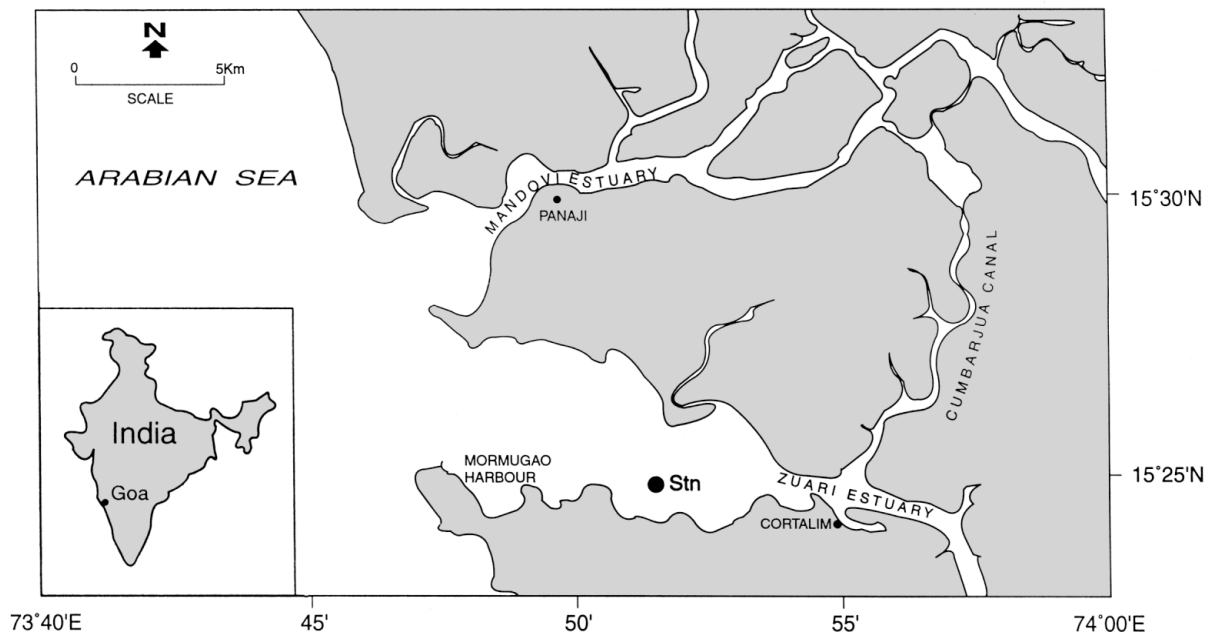 N
0 5Km
SCALE
ARABIAN SEA
MANDOVI ESTUARY
PANAJI
15°30'N
CUMBARJUA CANAL
India
Goa
MORMUGAO
HARBOUR
Stn
ZUARI ESTUARY
15°25'N
CORTALIM
73°40'E 45' 50' 55' 74°00'E